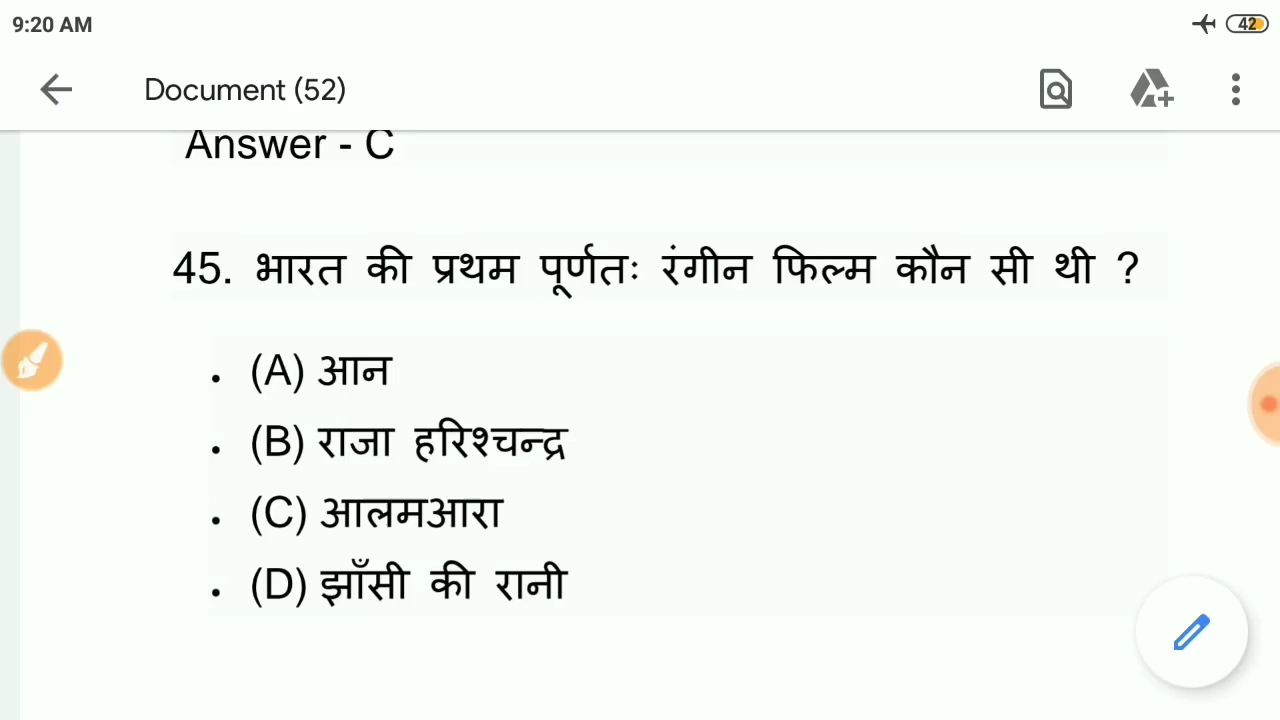 9:20 AM
42
Document (52)
Answer - C
45. भारत की प्रथम पूर्णतः रंगीन फिल्म कौन सी थी ?
. (A) आन
. (B) राजा हरिश्चन्द्र
. (C) आलमआरा
. (D) झाँसी की रानी